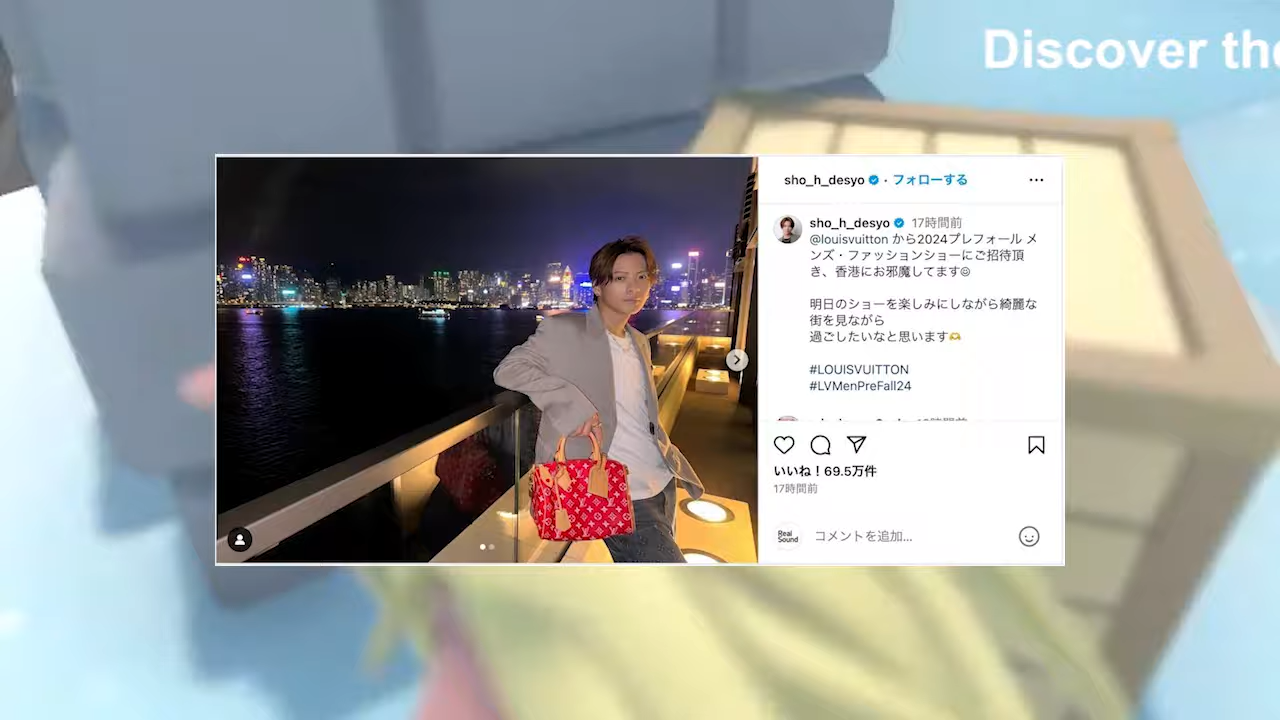 Discover the
sho_h_desyo • フォローする
sho_h_desyo 17時間前
@louisvuitton から2024プレフォール メ
ンズ・ファッションショーにご招待頂
き、香港にお邪魔してます☺
明日のショーを楽しみにしながら綺麗な
街を見ながら
過ごしたいなと思います🫶
#LOUISVUITTON
#LVMenPreFall24
いいね！69.5万件
17時間前
Real
Sound
コメントを追加...